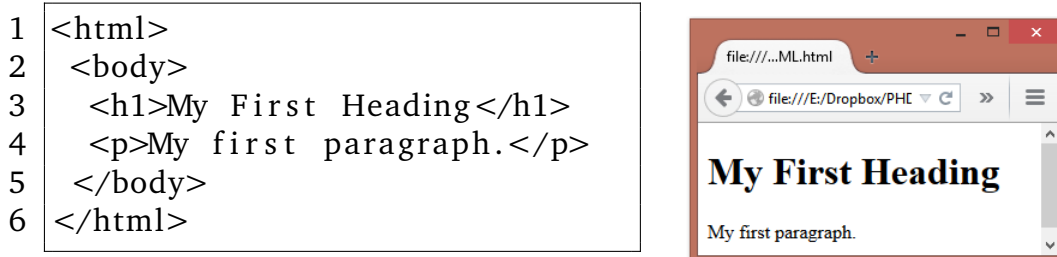 1 <html>
2 <body>
3 <h1>My First Heading</h1>
4 <p>My first paragraph.</p>
5 </body>
6 </html>
file:///...ML.html
file:///E:/Dropbox/PHD
My First Heading
My first paragraph.